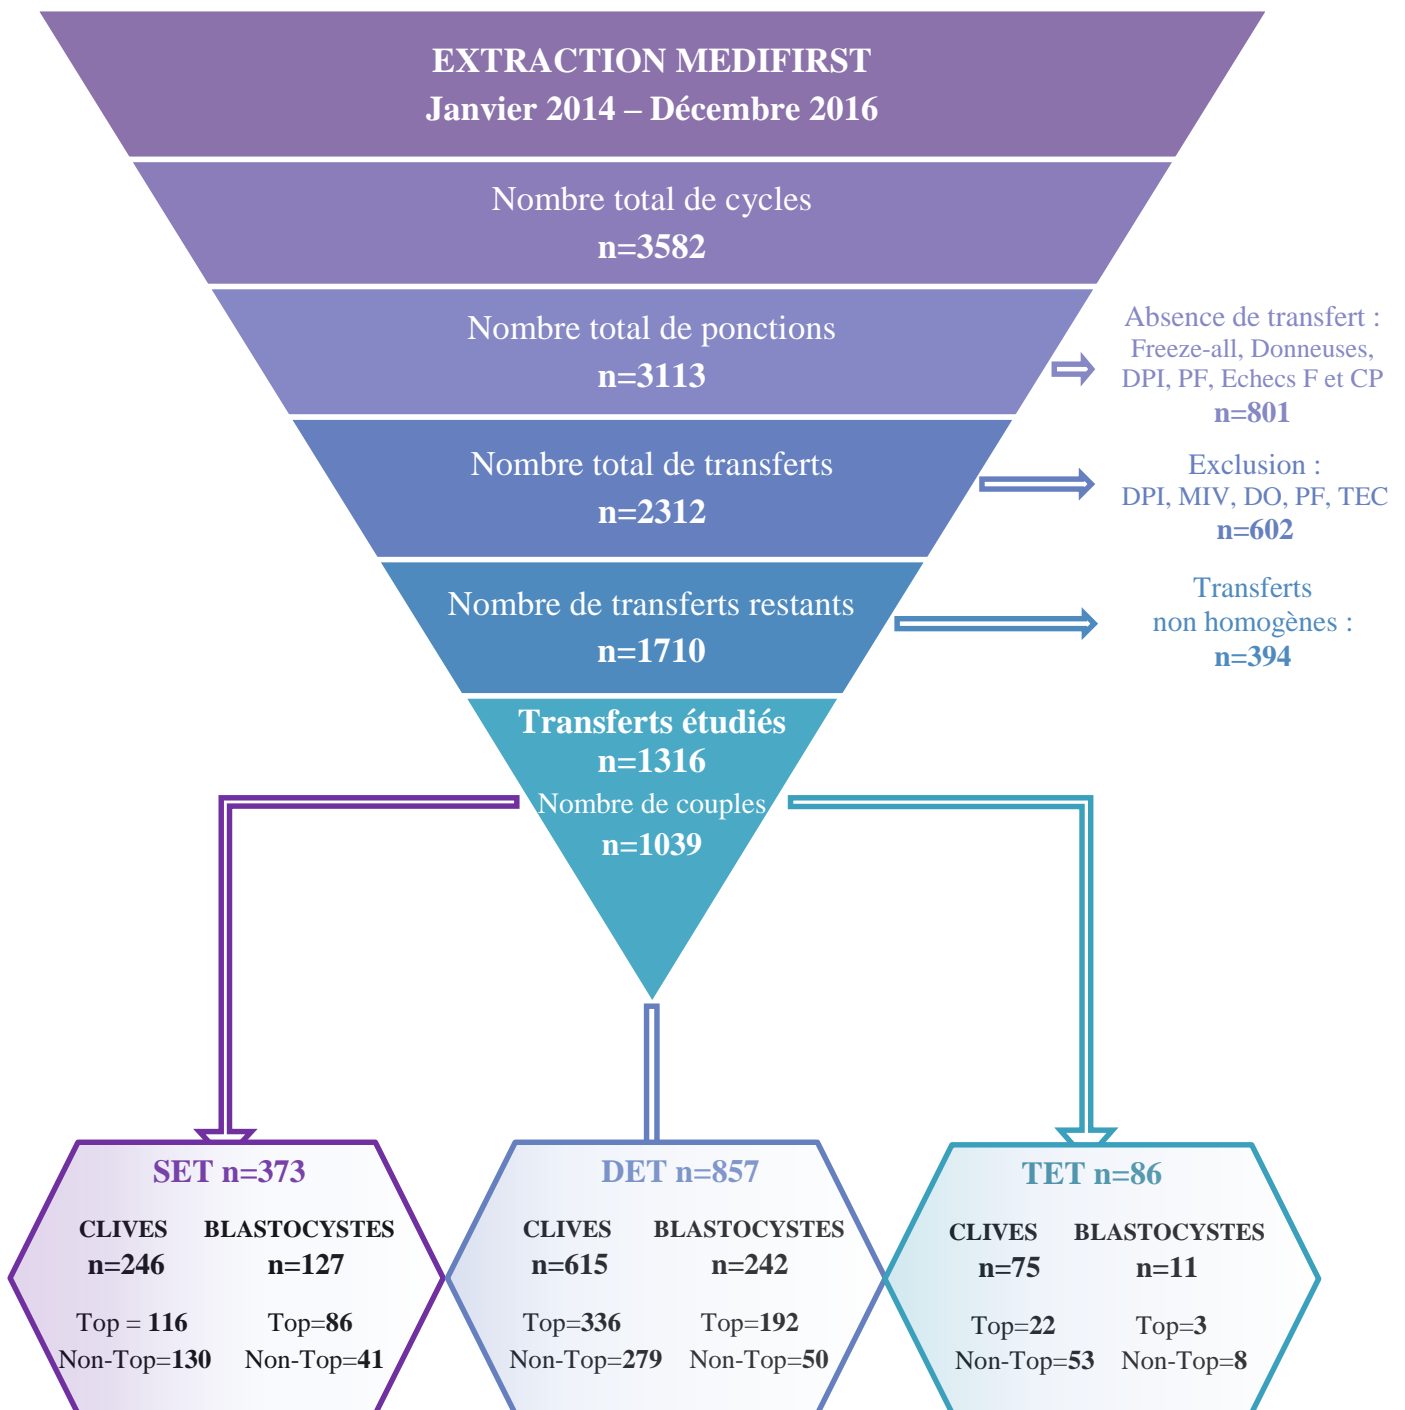 EXTRACTION MEDIFIRST
Janvier 2014 – Décembre 2016
Nombre total de cycles
n=3582
Nombre total de ponctions
n=3113
Absence de transfert :
Freeze-all, Donneuses,
DPI, PF, Echecs F et CP
n=801
Nombre total de transferts
n=2312
Exclusion :
DPI, MIV, DO, PF, TEC
n=602
Nombre de transferts restants
n=1710
Transferts
non homogènes :
n=394
Transferts étudiés
n=1316
Nombre de couples
n=1039
SET n=373
CLIVES
n=246
Top = 116
Non-Top=130
BLASTOCYSTES
n=127
Top=86
Non-Top=41
DET n=857
CLIVES
n=615
Top=336
Non-Top=279
BLASTOCYSTES
n=242
Top=192
Non-Top=50
TET n=86
CLIVES
n=75
Top=22
Non-Top=53
BLASTOCYSTES
n=11
Top=3
Non-Top=8